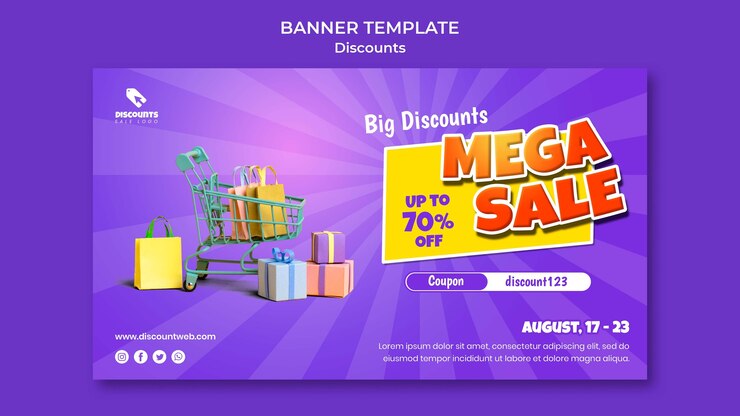 BANNER TEMPLATE
Discounts
DISCOUNTS
SALE LOGO
Big Discounts
MEGA
SALE
UP TO
70%
OFF
Coupon discount123
AUGUST, 17 - 23
Lorem ipsum dolor sit amet, consectetur adipiscing elit, sed do
eiusmod tempor ut labore et dolore magna aliqua.
www.discountweb.com